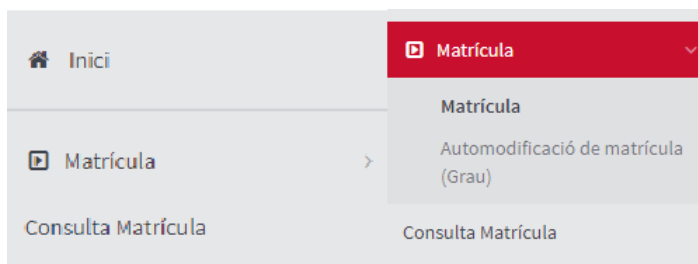 Inici
Matrícula
Consulta Matrícula
Matrícula
Matrícula
Automodificació de matrícula
(Grau)
Consulta Matrícula